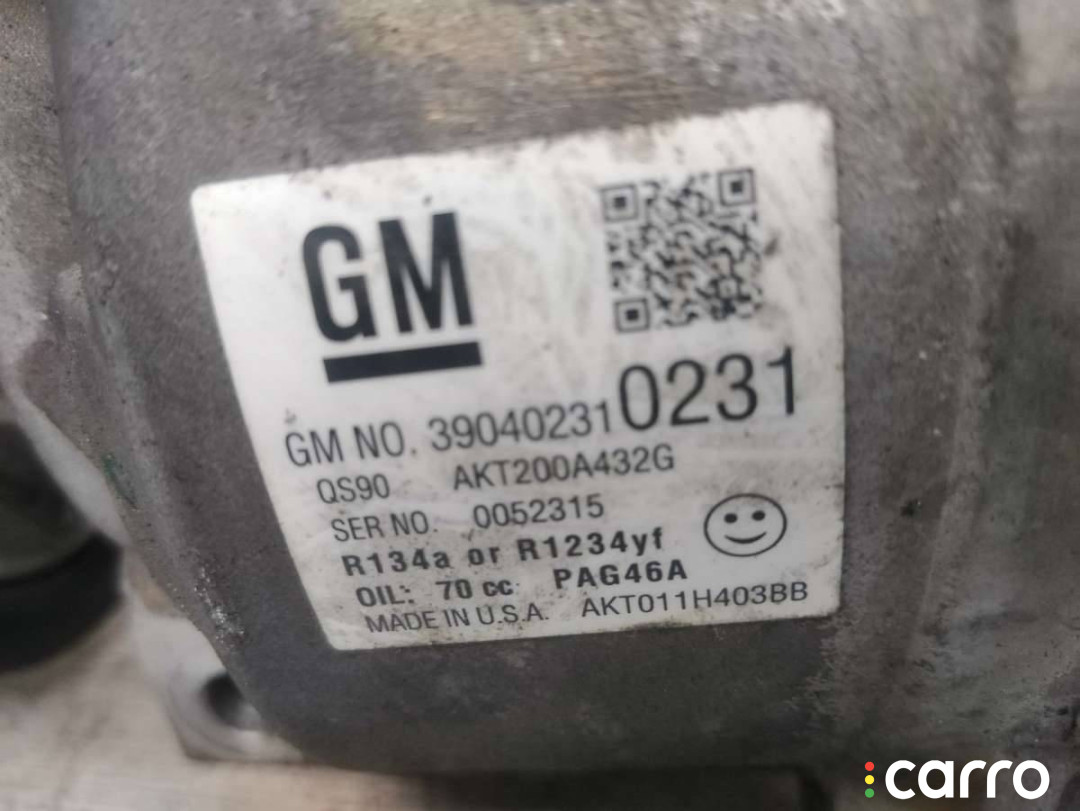 GM
GM NO. 39040231 0231
QS90 AKT200A432G
SER NO. 0052315
R134a or R1234yf
OIL: 70 cc PAG46A
MADE IN U.S.A. AKT011H403BB
carro